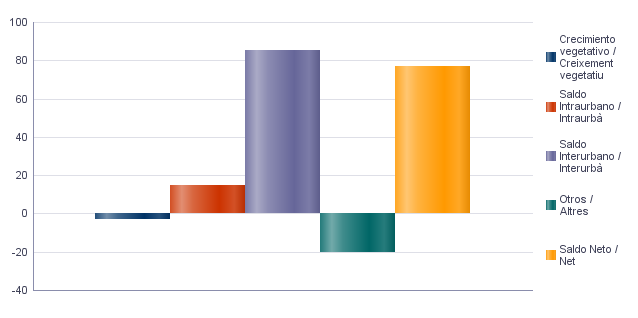 100
80
60
40
20
0
-20
-40
Crecimiento
vegetativo /
Creixement
vegetatiu
Saldo
Intraurbano /
Intraurbà
Saldo
Interurbano /
Interurbà
Otros /
Altres
Saldo Neto /
Net